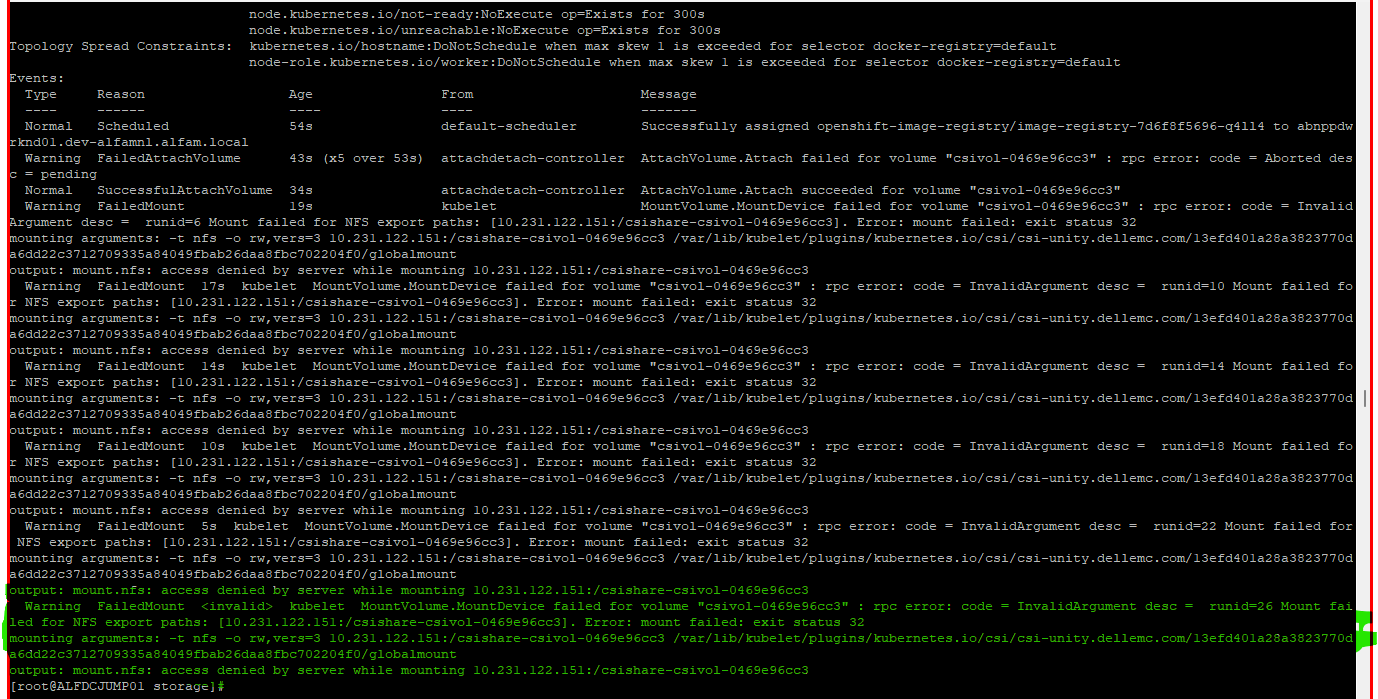 node.kubernetes.io/not-ready:NoExecute op=Exists for 300s
node.kubernetes.io/unreachable:NoExecute op=Exists for 300s
Topology Spread Constraints:  kubernetes.io/hostname:DoNotSchedule when max skew 1 is exceeded for selector docker-registry=default
node-role.kubernetes.io/worker:DoNotSchedule when max skew 1 is exceeded for selector docker-registry=default
Events:
  Type     Reason                  Age                From                     Message
  ----     ------                  ----               ----                     -------
  Normal   Scheduled               54s                default-scheduler        Successfully assigned openshift-image-registry/image-registry-7d6f8f5696-q4ll4 to abnppdw
rknd01.dev-alfamn1.alfam.local
  Warning  FailedAttachVolume      43s (x5 over 53s)  attachdetach-controller  AttachVolume.Attach failed for volume "csivol-0469e96cc3" : rpc error: code = Aborted des
c = pending
  Normal   SuccessfulAttachVolume  34s                attachdetach-controller  AttachVolume.Attach succeeded for volume "csivol-0469e96cc3"
  Warning  FailedMount             19s                kubelet                  MountVolume.MountDevice failed for volume "csivol-0469e96cc3" : rpc error: code = Invalid
Argument desc =  runid=6 Mount failed for NFS export paths: [10.231.122.151:/csishare-csivol-0469e96cc3]. Error: mount failed: exit status 32
mounting arguments: -t nfs -o rw,vers=3 10.231.122.151:/csishare-csivol-0469e96cc3 /var/lib/kubelet/plugins/kubernetes.io/csi/csi-unity.dellemc.com/13efd401a28a3823770d
a6dd22c3712709335a84049fbab26daa8fbc702204f0/globalmount
output: mount.nfs: access denied by server while mounting 10.231.122.151:/csishare-csivol-0469e96cc3
  Warning  FailedMount  17s  kubelet  MountVolume.MountDevice failed for volume "csivol-0469e96cc3" : rpc error: code = InvalidArgument desc =  runid=10 Mount failed fo
r NFS export paths: [10.231.122.151:/csishare-csivol-0469e96cc3]. Error: mount failed: exit status 32
mounting arguments: -t nfs -o rw,vers=3 10.231.122.151:/csishare-csivol-0469e96cc3 /var/lib/kubelet/plugins/kubernetes.io/csi/csi-unity.dellemc.com/13efd401a28a3823770d
a6dd22c3712709335a84049fbab26daa8fbc702204f0/globalmount
output: mount.nfs: access denied by server while mounting 10.231.122.151:/csishare-csivol-0469e96cc3
  Warning  FailedMount  14s  kubelet  MountVolume.MountDevice failed for volume "csivol-0469e96cc3" : rpc error: code = InvalidArgument desc =  runid=14 Mount failed fo
r NFS export paths: [10.231.122.151:/csishare-csivol-0469e96cc3]. Error: mount failed: exit status 32
mounting arguments: -t nfs -o rw,vers=3 10.231.122.151:/csishare-csivol-0469e96cc3 /var/lib/kubelet/plugins/kubernetes.io/csi/csi-unity.dellemc.com/13efd401a28a3823770d
a6dd22c3712709335a84049fbab26daa8fbc702204f0/globalmount
output: mount.nfs: access denied by server while mounting 10.231.122.151:/csishare-csivol-0469e96cc3
  Warning  FailedMount  10s  kubelet  MountVolume.MountDevice failed for volume "csivol-0469e96cc3" : rpc error: code = InvalidArgument desc =  runid=18 Mount failed fo
r NFS export paths: [10.231.122.151:/csishare-csivol-0469e96cc3]. Error: mount failed: exit status 32
mounting arguments: -t nfs -o rw,vers=3 10.231.122.151:/csishare-csivol-0469e96cc3 /var/lib/kubelet/plugins/kubernetes.io/csi/csi-unity.dellemc.com/13efd401a28a3823770d
a6dd22c3712709335a84049fbab26daa8fbc702204f0/globalmount
output: mount.nfs: access denied by server while mounting 10.231.122.151:/csishare-csivol-0469e96cc3
  Warning  FailedMount  5s  kubelet  MountVolume.MountDevice failed for volume "csivol-0469e96cc3" : rpc error: code = InvalidArgument desc =  runid=22 Mount failed for
 NFS export paths: [10.231.122.151:/csishare-csivol-0469e96cc3]. Error: mount failed: exit status 32
mounting arguments: -t nfs -o rw,vers=3 10.231.122.151:/csishare-csivol-0469e96cc3 /var/lib/kubelet/plugins/kubernetes.io/csi/csi-unity.dellemc.com/13efd401a28a3823770d
a6dd22c3712709335a84049fbab26daa8fbc702204f0/globalmount
output: mount.nfs: access denied by server while mounting 10.231.122.151:/csishare-csivol-0469e96cc3
  Warning  FailedMount  <invalid>  kubelet  MountVolume.MountDevice failed for volume "csivol-0469e96cc3" : rpc error: code = InvalidArgument desc =  runid=26 Mount fai
led for NFS export paths: [10.231.122.151:/csishare-csivol-0469e96cc3]. Error: mount failed: exit status 32
mounting arguments: -t nfs -o rw,vers=3 10.231.122.151:/csishare-csivol-0469e96cc3 /var/lib/kubelet/plugins/kubernetes.io/csi/csi-unity.dellemc.com/13efd401a28a3823770d
a6dd22c3712709335a84049fbab26daa8fbc702204f0/globalmount
output: mount.nfs: access denied by server while mounting 10.231.122.151:/csishare-csivol-0469e96cc3
[root@ALFDCJUMP01 storage]#